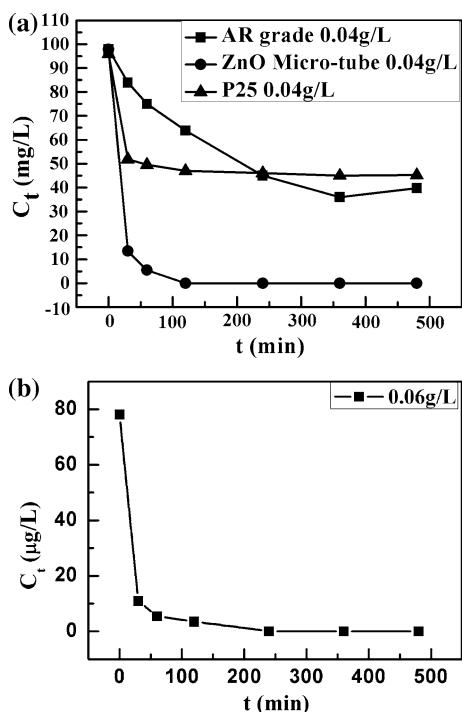 (a)
110
100
90
80
70
60
50
40
30
20
10
0
-10
Ct (mg/L)
AR grade 0.04g/L
ZnO Micro-tube 0.04g/L
P25 0.04g/L
0 100 200 300 400 500
t (min)
(b)
80
60
40
20
0
Ct (μg/L)
0.06g/L
0 100 200 300 400 500
t (min)